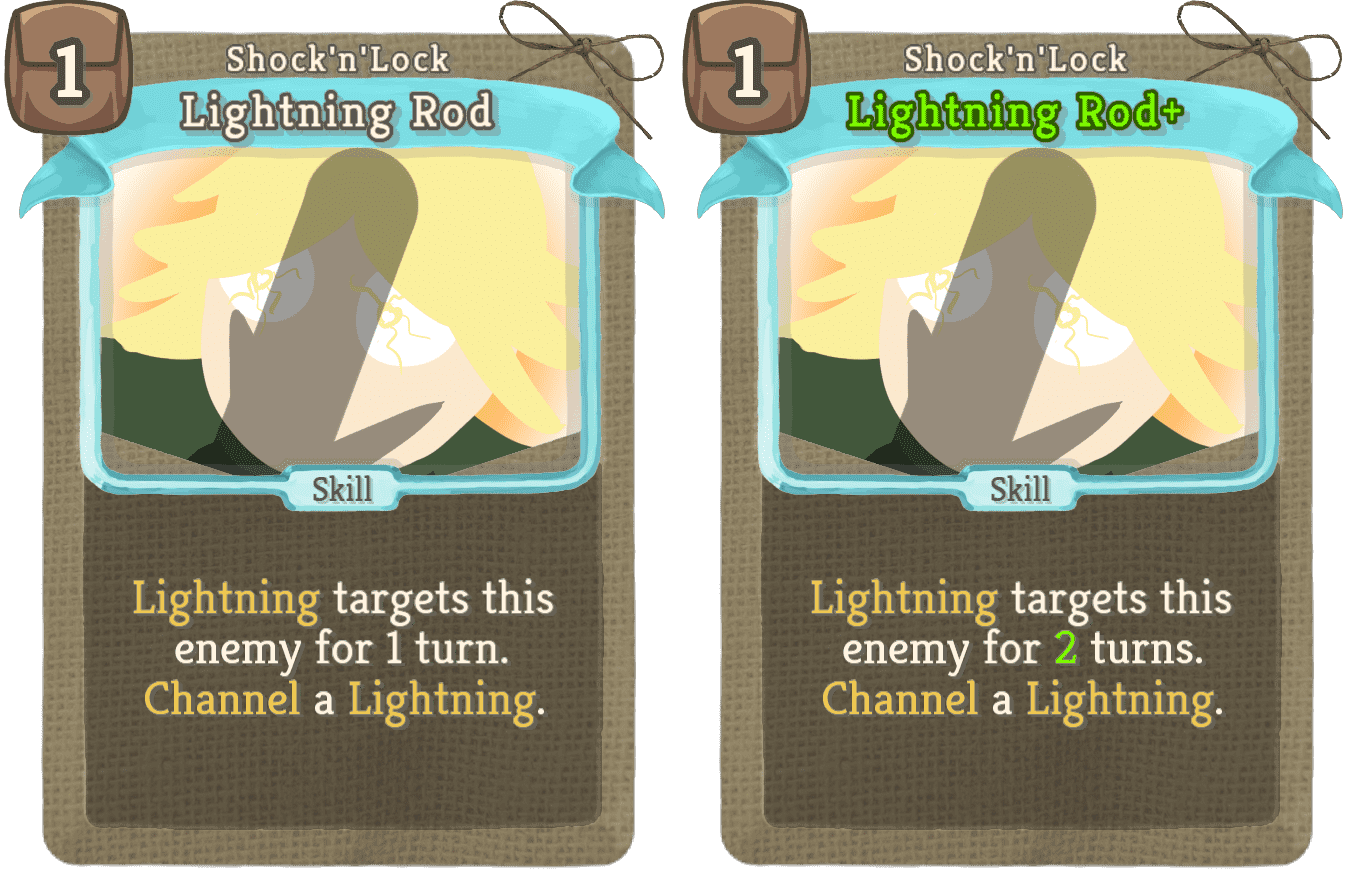 1
Shock'n'Lock
Lightning Rod
Skill
Lightning targets this
enemy for 1 turn.
Channel a Lightning.
1
Shock'n'Lock
Lightning Rod+
Skill
Lightning targets this
enemy for 2 turns.
Channel a Lightning.